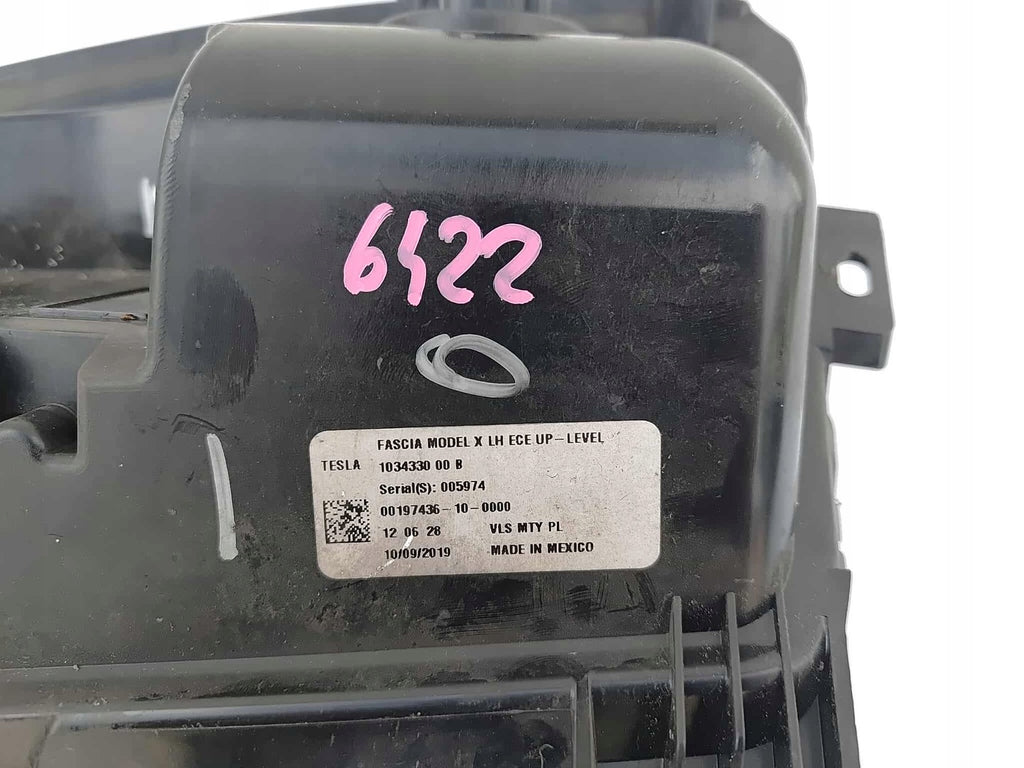 6422
0
FASCIA MODEL X LH ECE UP-LEVEL
TESLA 1034330 00 B
Serial(S): 005974
00197436-10-0000
12 06 28 VLS MTY PL
10/09/2019 MADE IN MEXICO